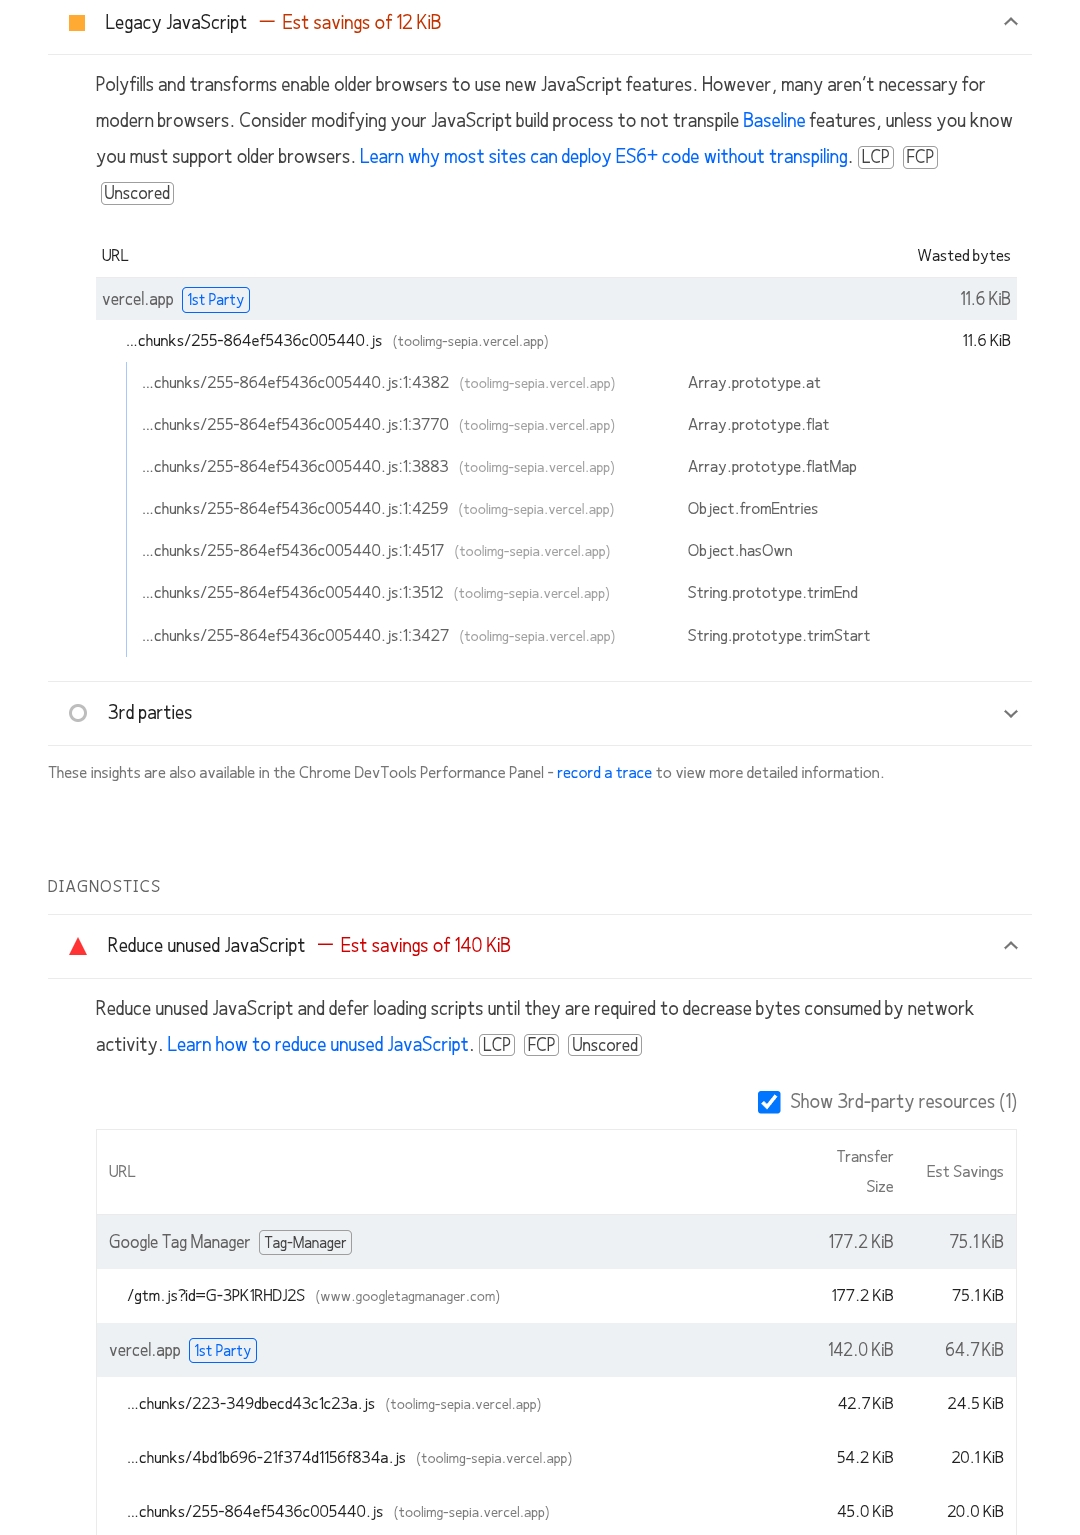 Legacy JavaScript — Est savings of 12 KiB
Polyfills and transforms enable older browsers to use new JavaScript features. However, many aren't necessary for
modern browsers. Consider modifying your JavaScript build process to not transpile Baseline features, unless you know
you must support older browsers. Learn why most sites can deploy ES6+ code without transpiling. LCP FCP
Unscored
URL Wasted bytes
vercel.app 1st Party 11.6 KiB
…chunks/255-864ef5436c005440.js (toolimg-sepia.vercel.app) 11.6 KiB
…chunks/255-864ef5436c005440.js:1:4382 (toolimg-sepia.vercel.app) Array.prototype.at
…chunks/255-864ef5436c005440.js:1:3770 (toolimg-sepia.vercel.app) Array.prototype.flat
…chunks/255-864ef5436c005440.js:1:3883 (toolimg-sepia.vercel.app) Array.prototype.flatMap
…chunks/255-864ef5436c005440.js:1:4259 (toolimg-sepia.vercel.app) Object.fromEntries
…chunks/255-864ef5436c005440.js:1:4517 (toolimg-sepia.vercel.app) Object.hasOwn
…chunks/255-864ef5436c005440.js:1:3512 (toolimg-sepia.vercel.app) String.prototype.trimEnd
…chunks/255-864ef5436c005440.js:1:3427 (toolimg-sepia.vercel.app) String.prototype.trimStart
3rd parties
These insights are also available in the Chrome DevTools Performance Panel - record a trace to view more detailed information.
DIAGNOSTICS
Reduce unused JavaScript — Est savings of 140 KiB
Reduce unused JavaScript and defer loading scripts until they are required to decrease bytes consumed by network
activity. Learn how to reduce unused JavaScript. LCP FCP Unscored
Show 3rd-party resources (1)
URL Transfer Size Est Savings
Google Tag Manager Tag-Manager 177.2 KiB 75.1 KiB
/gtm.js?id=G-3PK1RHDJ2S (www.googletagmanager.com) 177.2 KiB 75.1 KiB
vercel.app 1st Party 142.0 KiB 64.7 KiB
…chunks/223-349dbecd43c1c23a.js (toolimg-sepia.vercel.app) 42.7 KiB 24.5 KiB
…chunks/4bd1b696-21f374d1156f834a.js (toolimg-sepia.vercel.app) 54.2 KiB 20.1 KiB
…chunks/255-864ef5436c005440.js (toolimg-sepia.vercel.app) 45.0 KiB 20.0 KiB